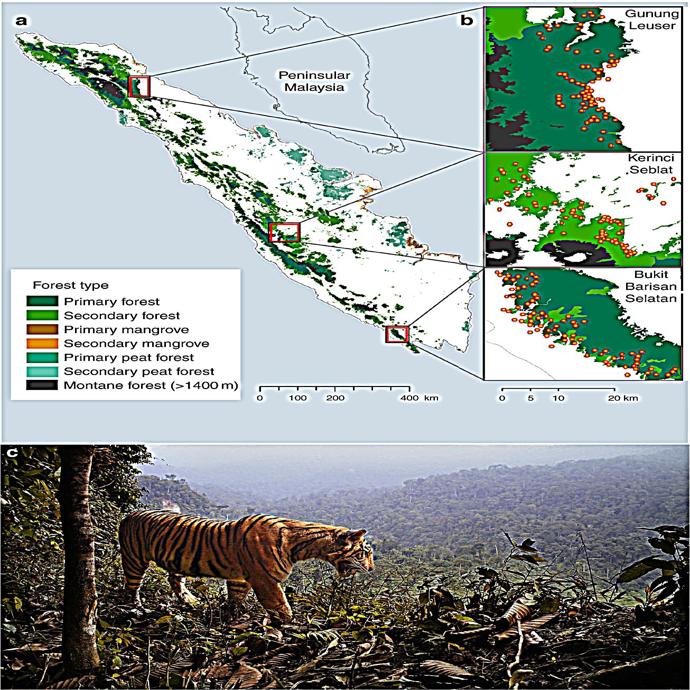 a
b
Gunung
Leuser
Peninsular
Malaysia
Kerinci
Seblat
Bukit
Barisan
Selatan
Forest type
Primary forest
Secondary forest
Primary mangrove
Secondary mangrove
Primary peat forest
Secondary peat forest
Montane forest (>1400 m)
0 100 200 400 km
0 5 10 20 km
c